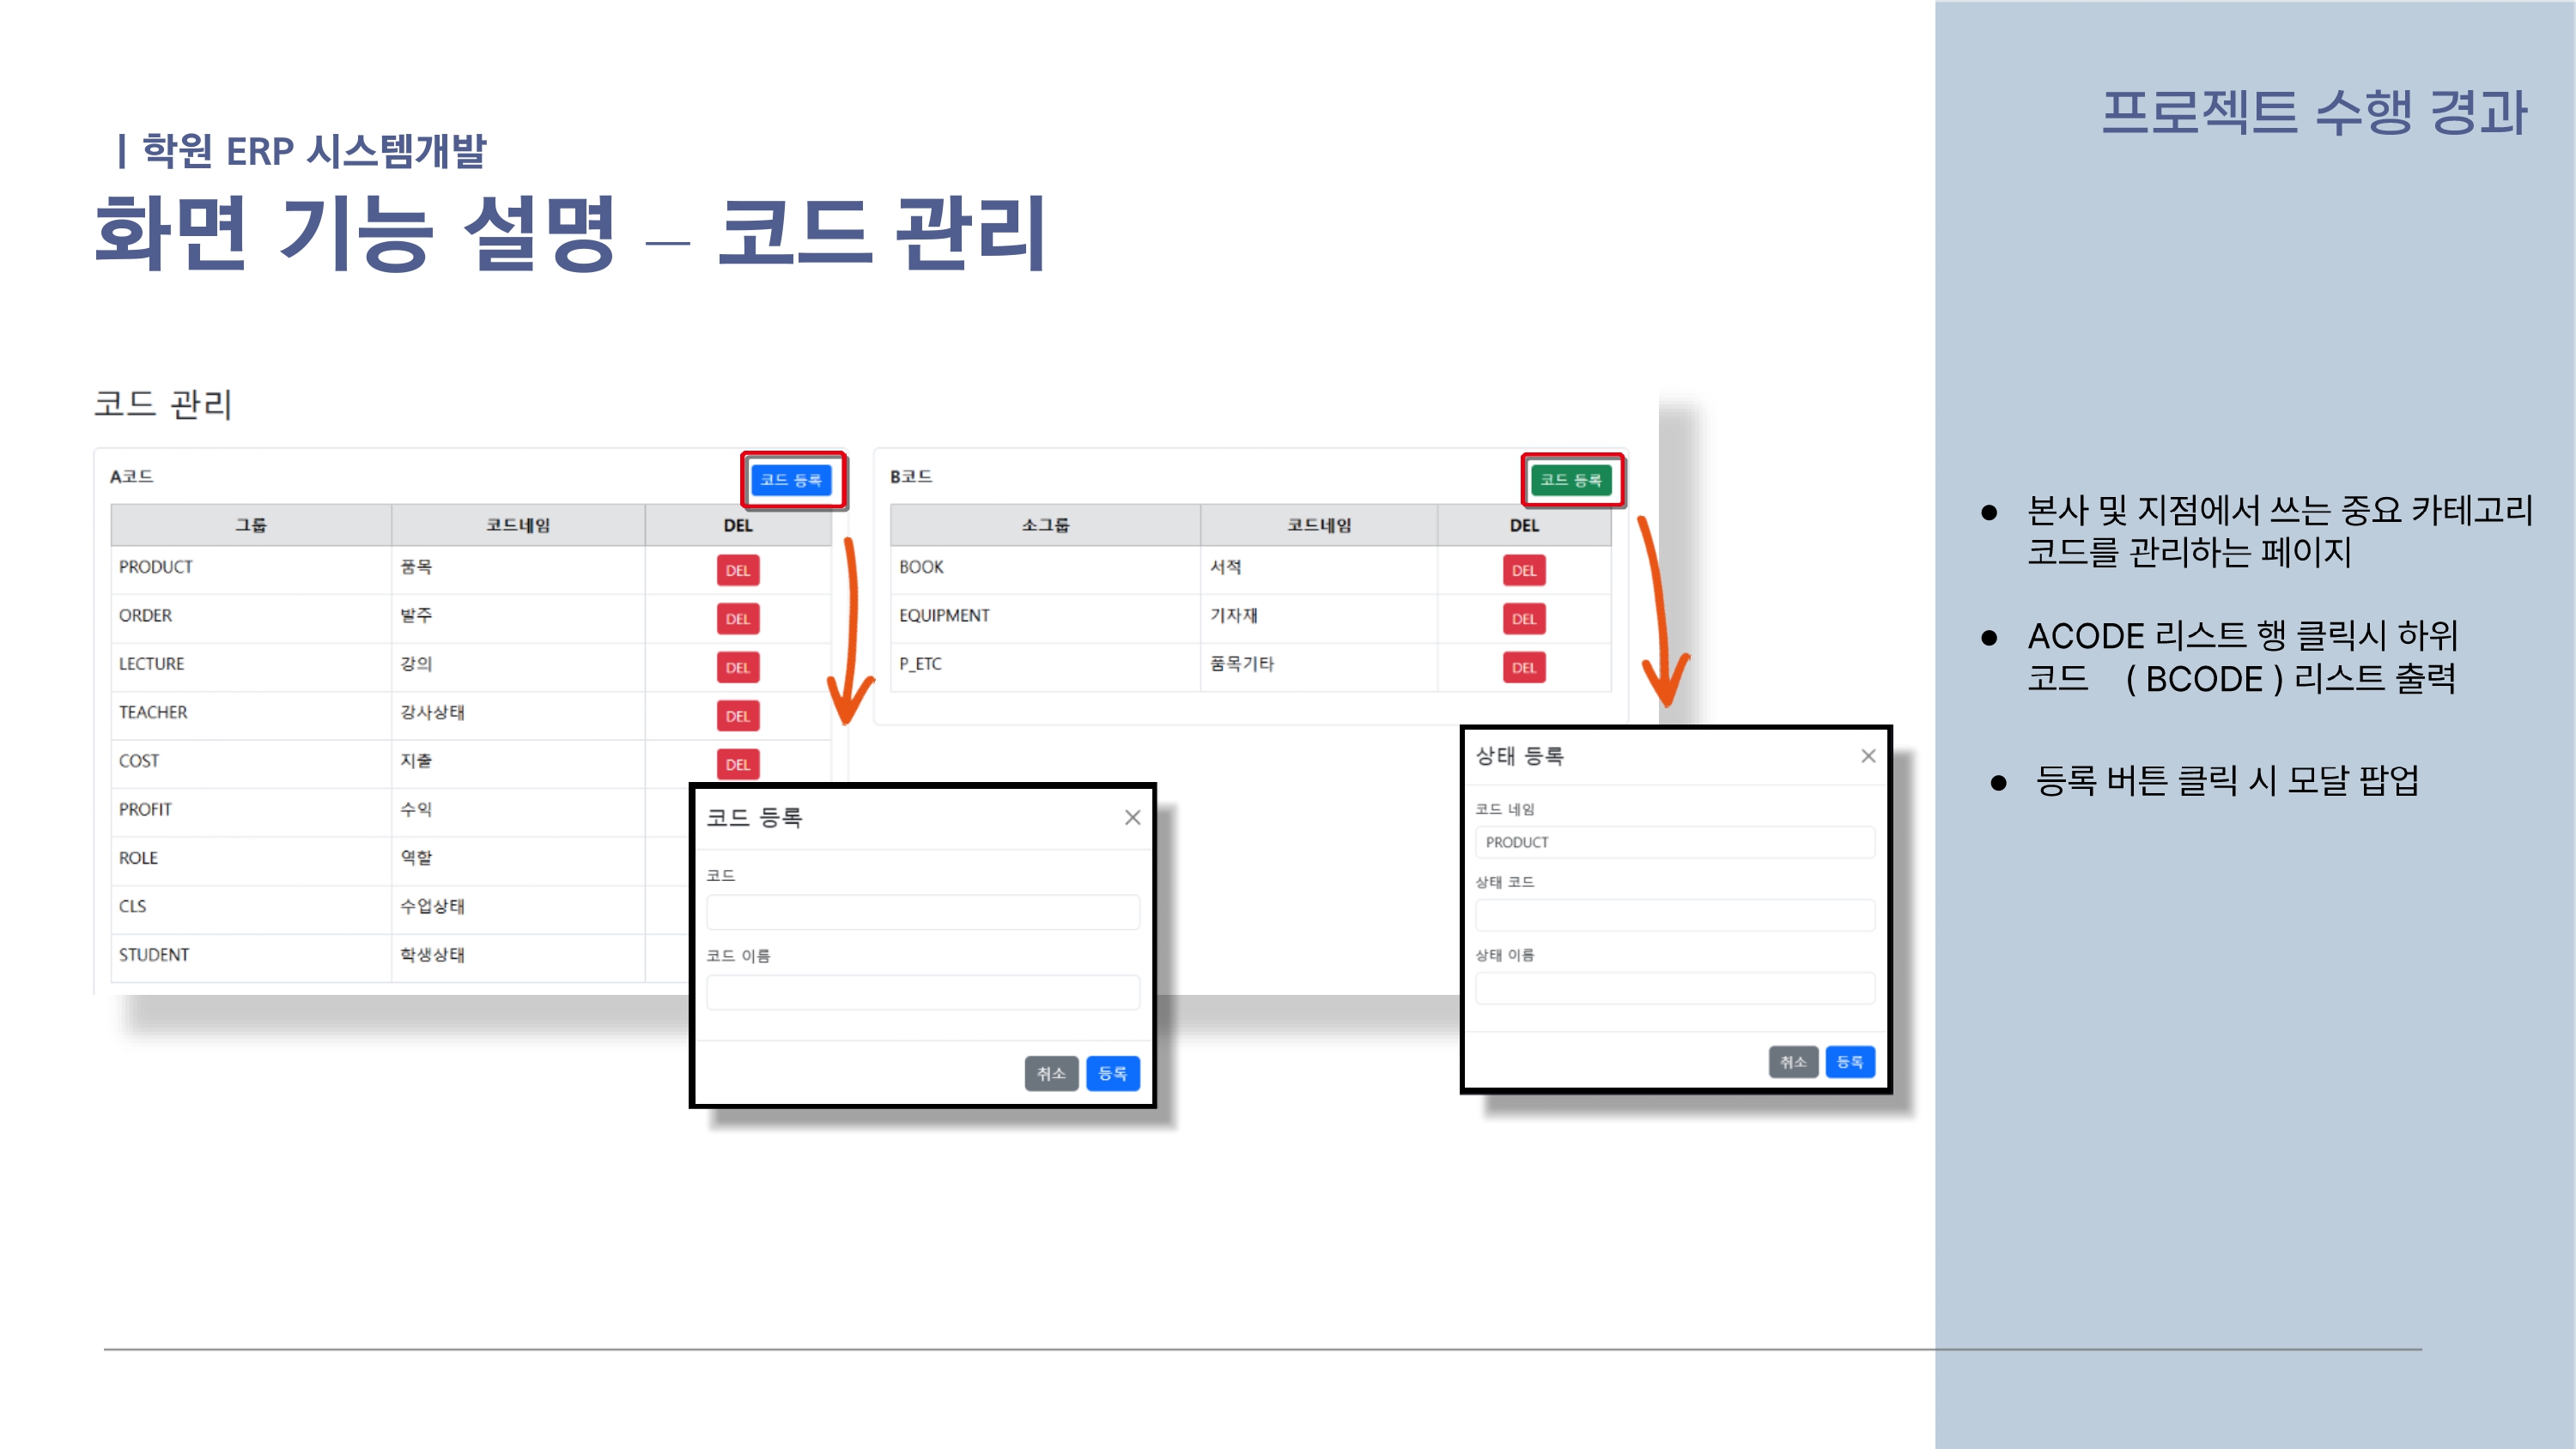 | 학원 ERP 시스템개발
화면 기능 설명 – 코드 관리
프로젝트 수행 경과
코드 관리
A코드 코드 등록
그룹 코드네임 DEL
PRODUCT 품목 DEL
ORDER 발주 DEL
LECTURE 강의 DEL
TEACHER 강사상태 DEL
COST 지출 DEL
PROFIT 수익
ROLE 역할
CLS 수업상태
STUDENT 학생상태
B코드 코드 등록
소그룹 코드네임 DEL
BOOK 서적 DEL
EQUIPMENT 기자재 DEL
P_ETC 품목기타 DEL
코드 등록 ×
코드
코드 이름
취소 등록
상태 등록 ×
코드 네임
PRODUCT
상태 코드
상태 이름
취소 등록
● 본사 및 지점에서 쓰는 중요 카테고리
코드를 관리하는 페이지
● ACODE 리스트 행 클릭시 하위
코드 ( BCODE ) 리스트 출력
● 등록 버튼 클릭 시 모달 팝업